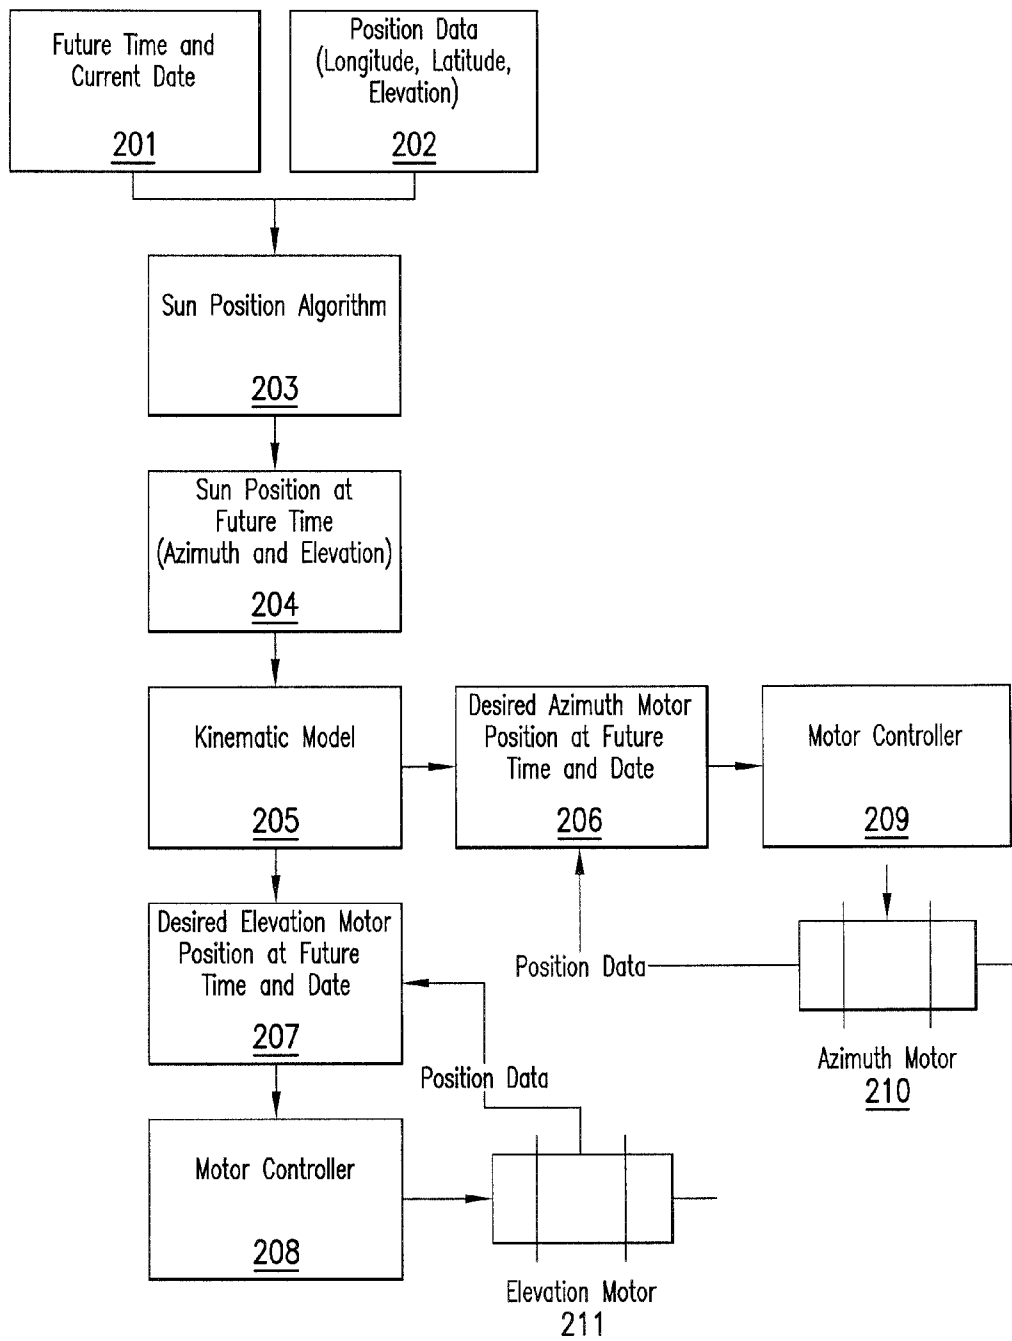 Future Time and
Current Date
201
Position Data
(Longitude, Latitude,
Elevation)
202
Sun Position Algorithm
203
Sun Position at
Future Time
(Azimuth and Elevation)
204
Kinematic Model
205
Desired Azimuth Motor
Position at Future
Time and Date
206
Motor Controller
209
Desired Elevation Motor
Position at Future
Time and Date
207
Position Data
Azimuth Motor
210
Position Data
Motor Controller
208
Elevation Motor
211